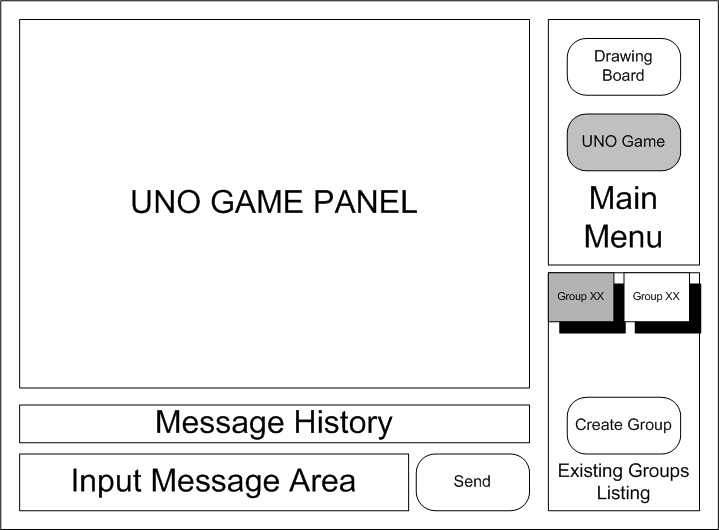 UNO GAME PANEL
Message History
Input Message Area
Send
Drawing
Board
UNO Game
Main
Menu
Group XX
Group XX
Create Group
Existing Groups
Listing